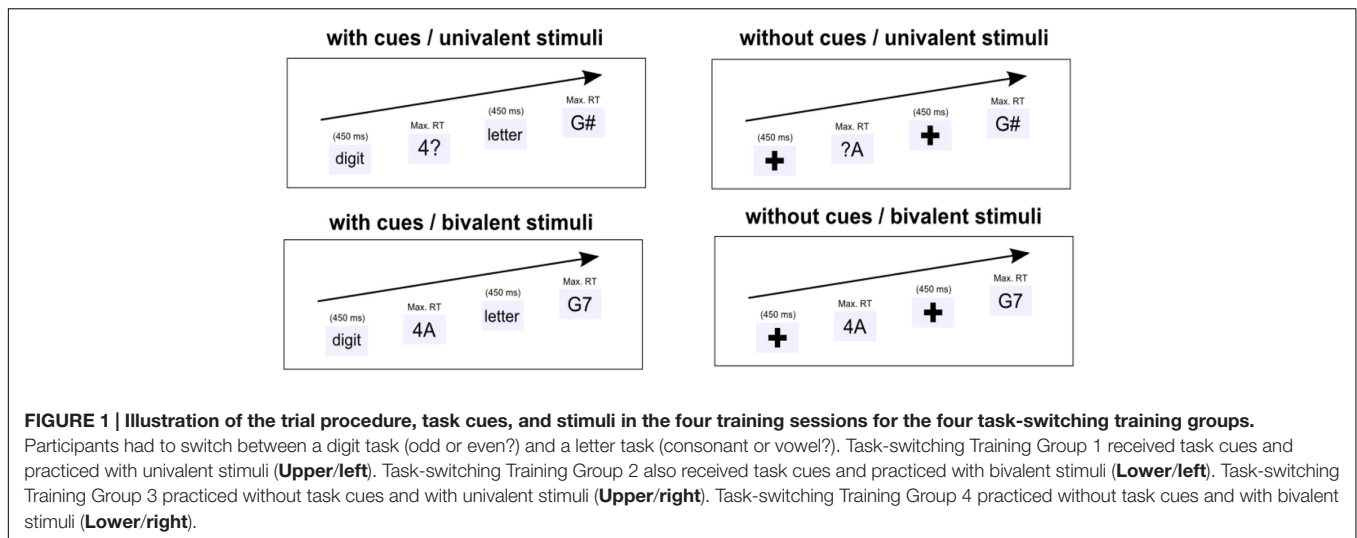 with cues / univalent stimuli
(450 ms)
digit
Max. RT
4?
(450 ms)
letter
Max. RT
G#
without cues / univalent stimuli
(450 ms)
✚
Max. RT
?A
(450 ms)
✚
Max. RT
G#
with cues / bivalent stimuli
(450 ms)
digit
Max. RT
4A
(450 ms)
letter
Max. RT
G7
without cues / bivalent stimuli
(450 ms)
✚
Max. RT
4A
(450 ms)
✚
Max. RT
G7
FIGURE 1 | Illustration of the trial procedure, task cues, and stimuli in the four training sessions for the four task-switching training groups.
Participants had to switch between a digit task (odd or even?) and a letter task (consonant or vowel?). Task-switching Training Group 1 received task cues and
practiced with univalent stimuli (Upper/left). Task-switching Training Group 2 also received task cues and practiced with bivalent stimuli (Lower/left). Task-switching
Training Group 3 practiced without task cues and with univalent stimuli (Upper/right). Task-switching Training Group 4 practiced without task cues and with bivalent
stimuli (Lower/right).